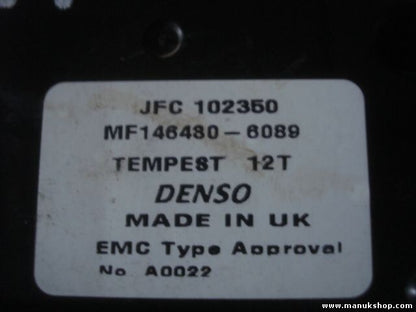 JFC 102350
MF146480-6089
TEMPEST 12T
DENSO
MADE IN UK
EMC Type Approval
No. A0022
www.manukshop.com